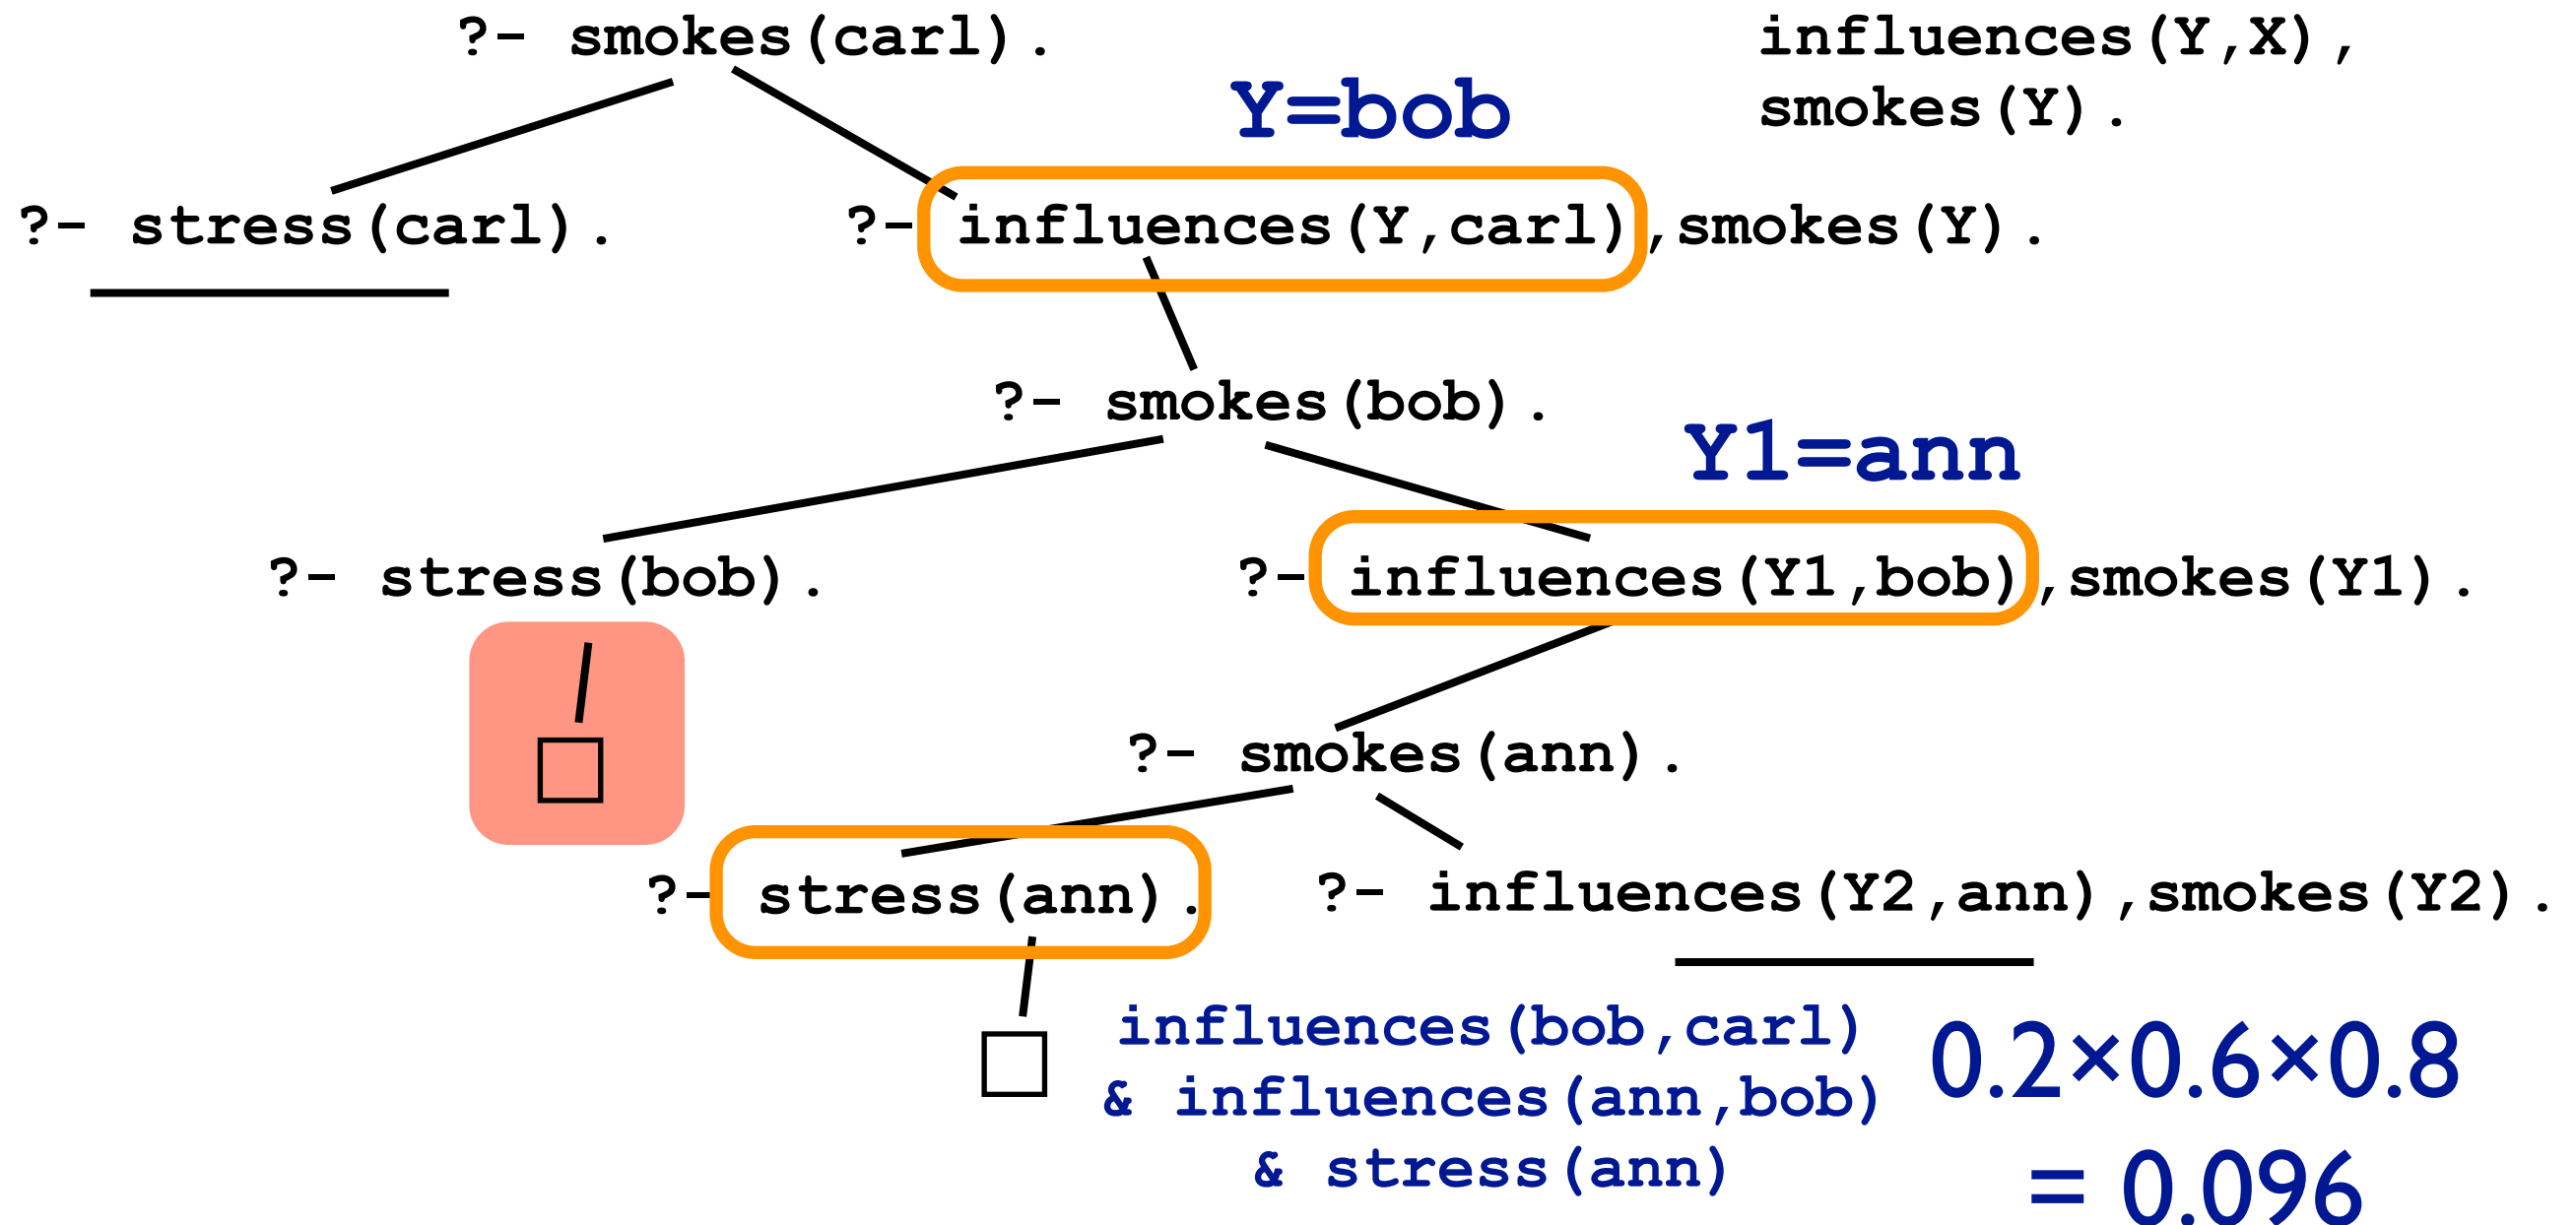 ?- smokes(carl).
influences(Y,X),
smokes(Y).
Y=bob
?- stress(carl).
?- influences(Y,carl),smokes(Y).
?- smokes(bob).
Y1=ann
?- stress(bob).
?- influences(Y1,bob),smokes(Y1).
?- smokes(ann).
?- stress(ann).
?- influences(Y2,ann),smokes(Y2).
influences(bob,carl)
& influences(ann,bob)
& stress(ann)
0.2×0.6×0.8
= 0.096